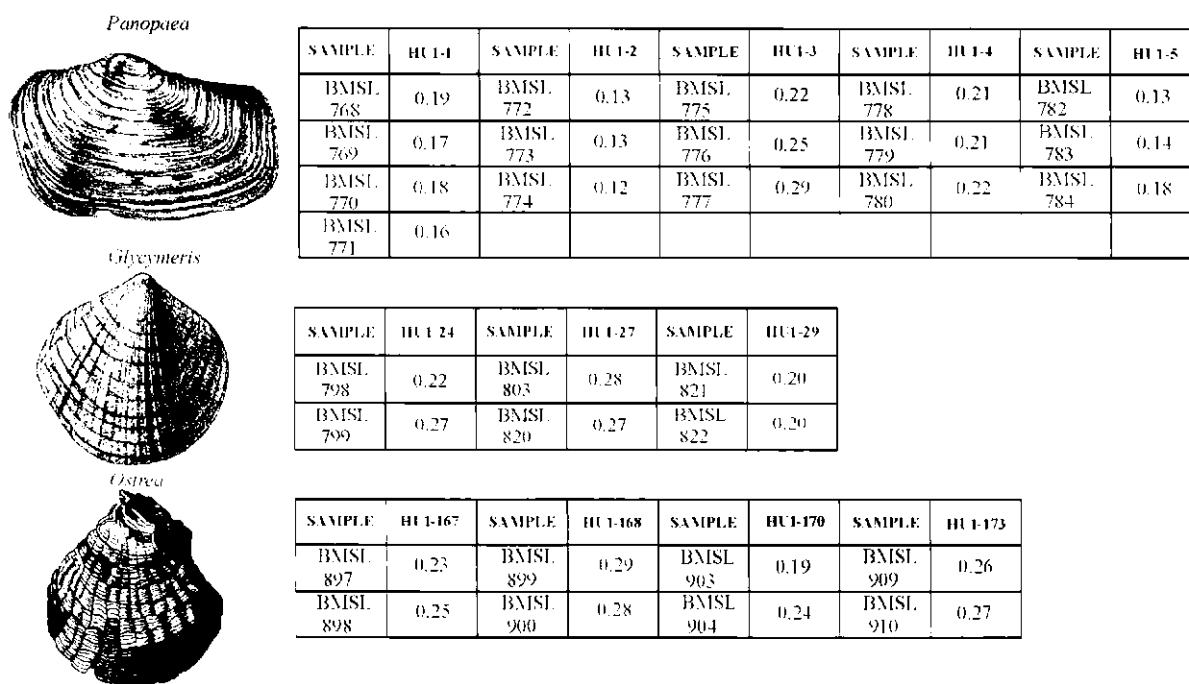 Panopaea
SAMPLE HU1-1 SAMPLE HU1-2 SAMPLE HU1-3 SAMPLE HU1-4 SAMPLE HU1-5
BMSL 768 0.19 BMSL 772 0.13 BMSL 775 0.22 BMSL 778 0.21 BMSL 782 0.13
BMSL 769 0.17 BMSL 773 0.13 BMSL 776 0.25 BMSL 779 0.21 BMSL 783 0.14
BMSL 770 0.18 BMSL 774 0.12 BMSL 777 0.29 BMSL 780 0.22 BMSL 784 0.18
BMSL 771 0.16
Glycymeris
SAMPLE HU1-24 SAMPLE HU1-27 SAMPLE HU1-29
BMSL 798 0.22 BMSL 803 0.28 BMSL 821 0.20
BMSL 799 0.27 BMSL 820 0.27 BMSL 822 0.20
Ostrea
SAMPLE HU1-167 SAMPLE HU1-168 SAMPLE HU1-170 SAMPLE HU1-173
BMSL 897 0.23 BMSL 899 0.29 BMSL 903 0.19 BMSL 909 0.26
BMSL 898 0.25 BMSL 900 0.28 BMSL 904 0.24 BMSL 910 0.27